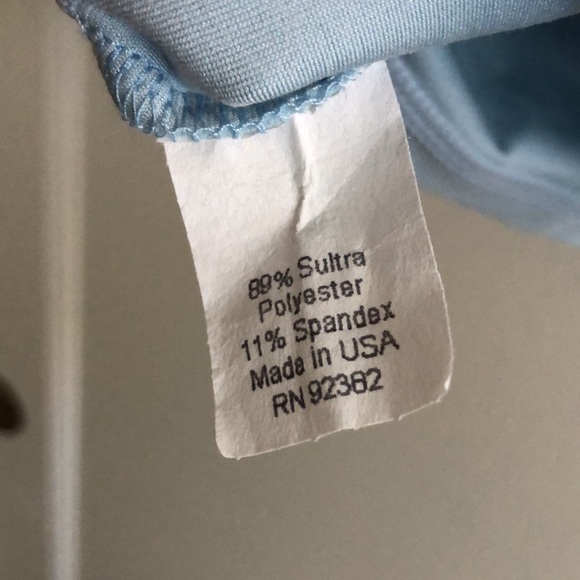 89% Sultra
Polyester
11% Spandex
Made in USA
RN 92382